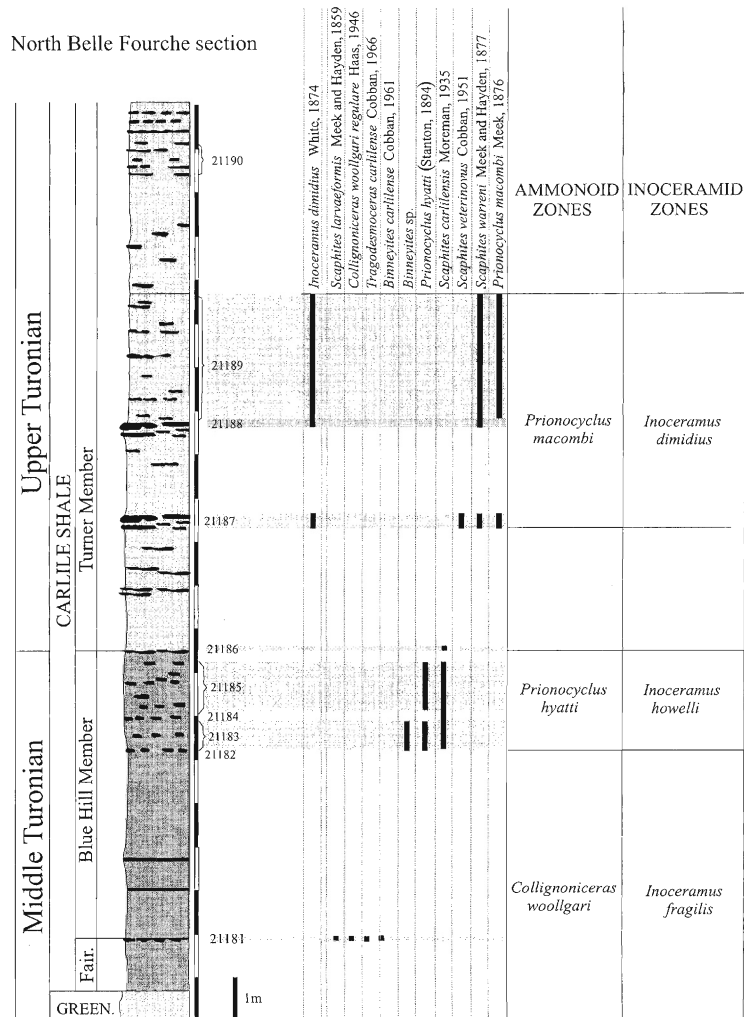 North Belle Fourche section
Inoceramus dimidius White, 1874
Scaphites larvaeformis Meek and Hayden, 1859
Collignoniceras woollgari regulare Haas, 1946
Tragodesmoceras carlilense Cobban, 1966
Binneyites carlilense Cobban, 1961
Binneyites sp.
Prionocyclus hyatti (Stanton, 1894)
Scaphites carlilensis Moreman, 1935
Scaphites veterinovus Cobban, 1951
Scaphites warreni Meek and Hayden, 1877
Prionocyclus macombi Meek, 1876
AMMONOID
ZONES
INOCERAMID
ZONES
Upper Turonian
Middle Turonian
CARLILE SHALE
Turner Member
Blue Hill Member
Fair.
GREEN.
21190
21189
21188
21187
21186
21185
21184
21183
21182
21181
1m
Prionocyclus
macombi
Inoceramus
dimidius
Prionocyclus
hyatti
Inoceramus
howelli
Collignoniceras
woollgari
Inoceramus
fragilis